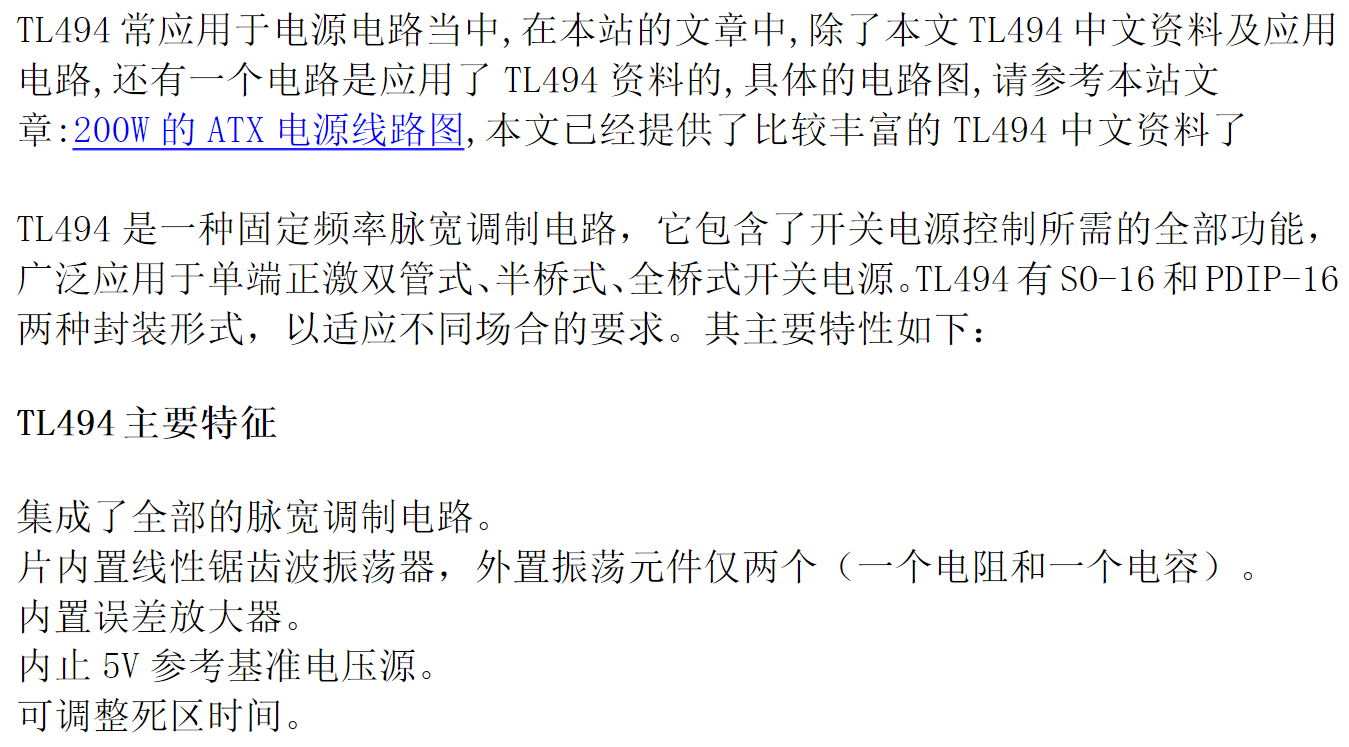 TL494 常应用于电源电路当中,在本站的文章中,除了本文 TL494 中文资料及应用
电路,还有一个电路是应用了 TL494 资料的,具体的电路图,请参考本站文
章:200W 的 ATX 电源线路图,本文已经提供了比较丰富的 TL494 中文资料了
TL494 是一种固定频率脉宽调制电路，它包含了开关电源控制所需的全部功能，
广泛应用于单端正激双管式、半桥式、全桥式开关电源。TL494 有 SO-16 和 PDIP-16
两种封装形式，以适应不同场合的要求。其主要特性如下：
TL494 主要特征
集成了全部的脉宽调制电路。
片内置线性锯齿波振荡器，外置振荡元件仅两个（一个电阻和一个电容）。
内置误差放大器。
内止 5V 参考基准电压源。
可调整死区时间。